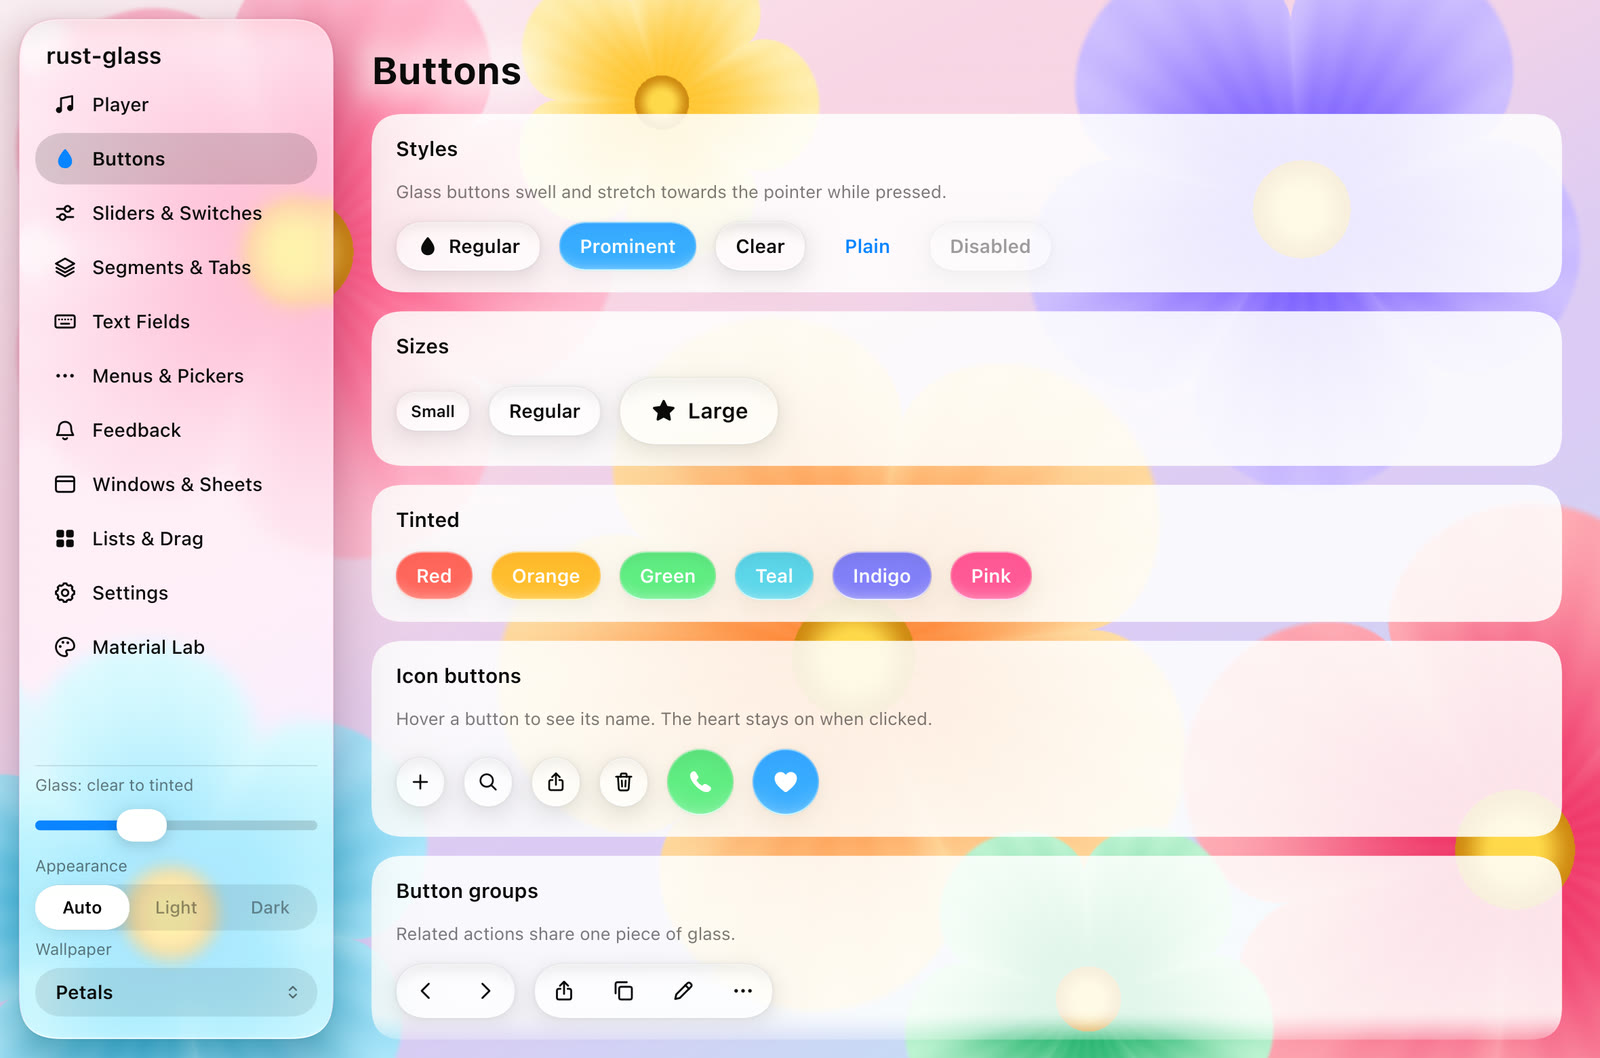 rust-glass
Player
Buttons
Sliders & Switches
Segments & Tabs
Text Fields
Menus & Pickers
Feedback
Windows & Sheets
Lists & Drag
Settings
Material Lab
Glass: clear to tinted
Appearance
Auto Light Dark
Wallpaper
Petals
Buttons
Styles
Glass buttons swell and stretch towards the pointer while pressed.
Regular Prominent Clear Plain Disabled
Sizes
Small Regular Large
Tinted
Red Orange Green Teal Indigo Pink
Icon buttons
Hover a button to see its name. The heart stays on when clicked.
Button groups
Related actions share one piece of glass.